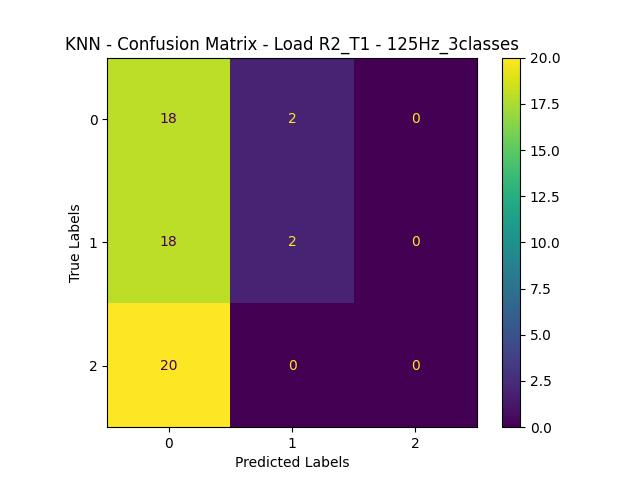 KNN - Confusion Matrix - Load R2_T1 - 125Hz_3classes
True Labels
0 18 2 0
1 18 2 0
2 20 0 0
0 1 2
Predicted Labels
20.0
17.5
15.0
12.5
10.0
7.5
5.0
2.5
0.0